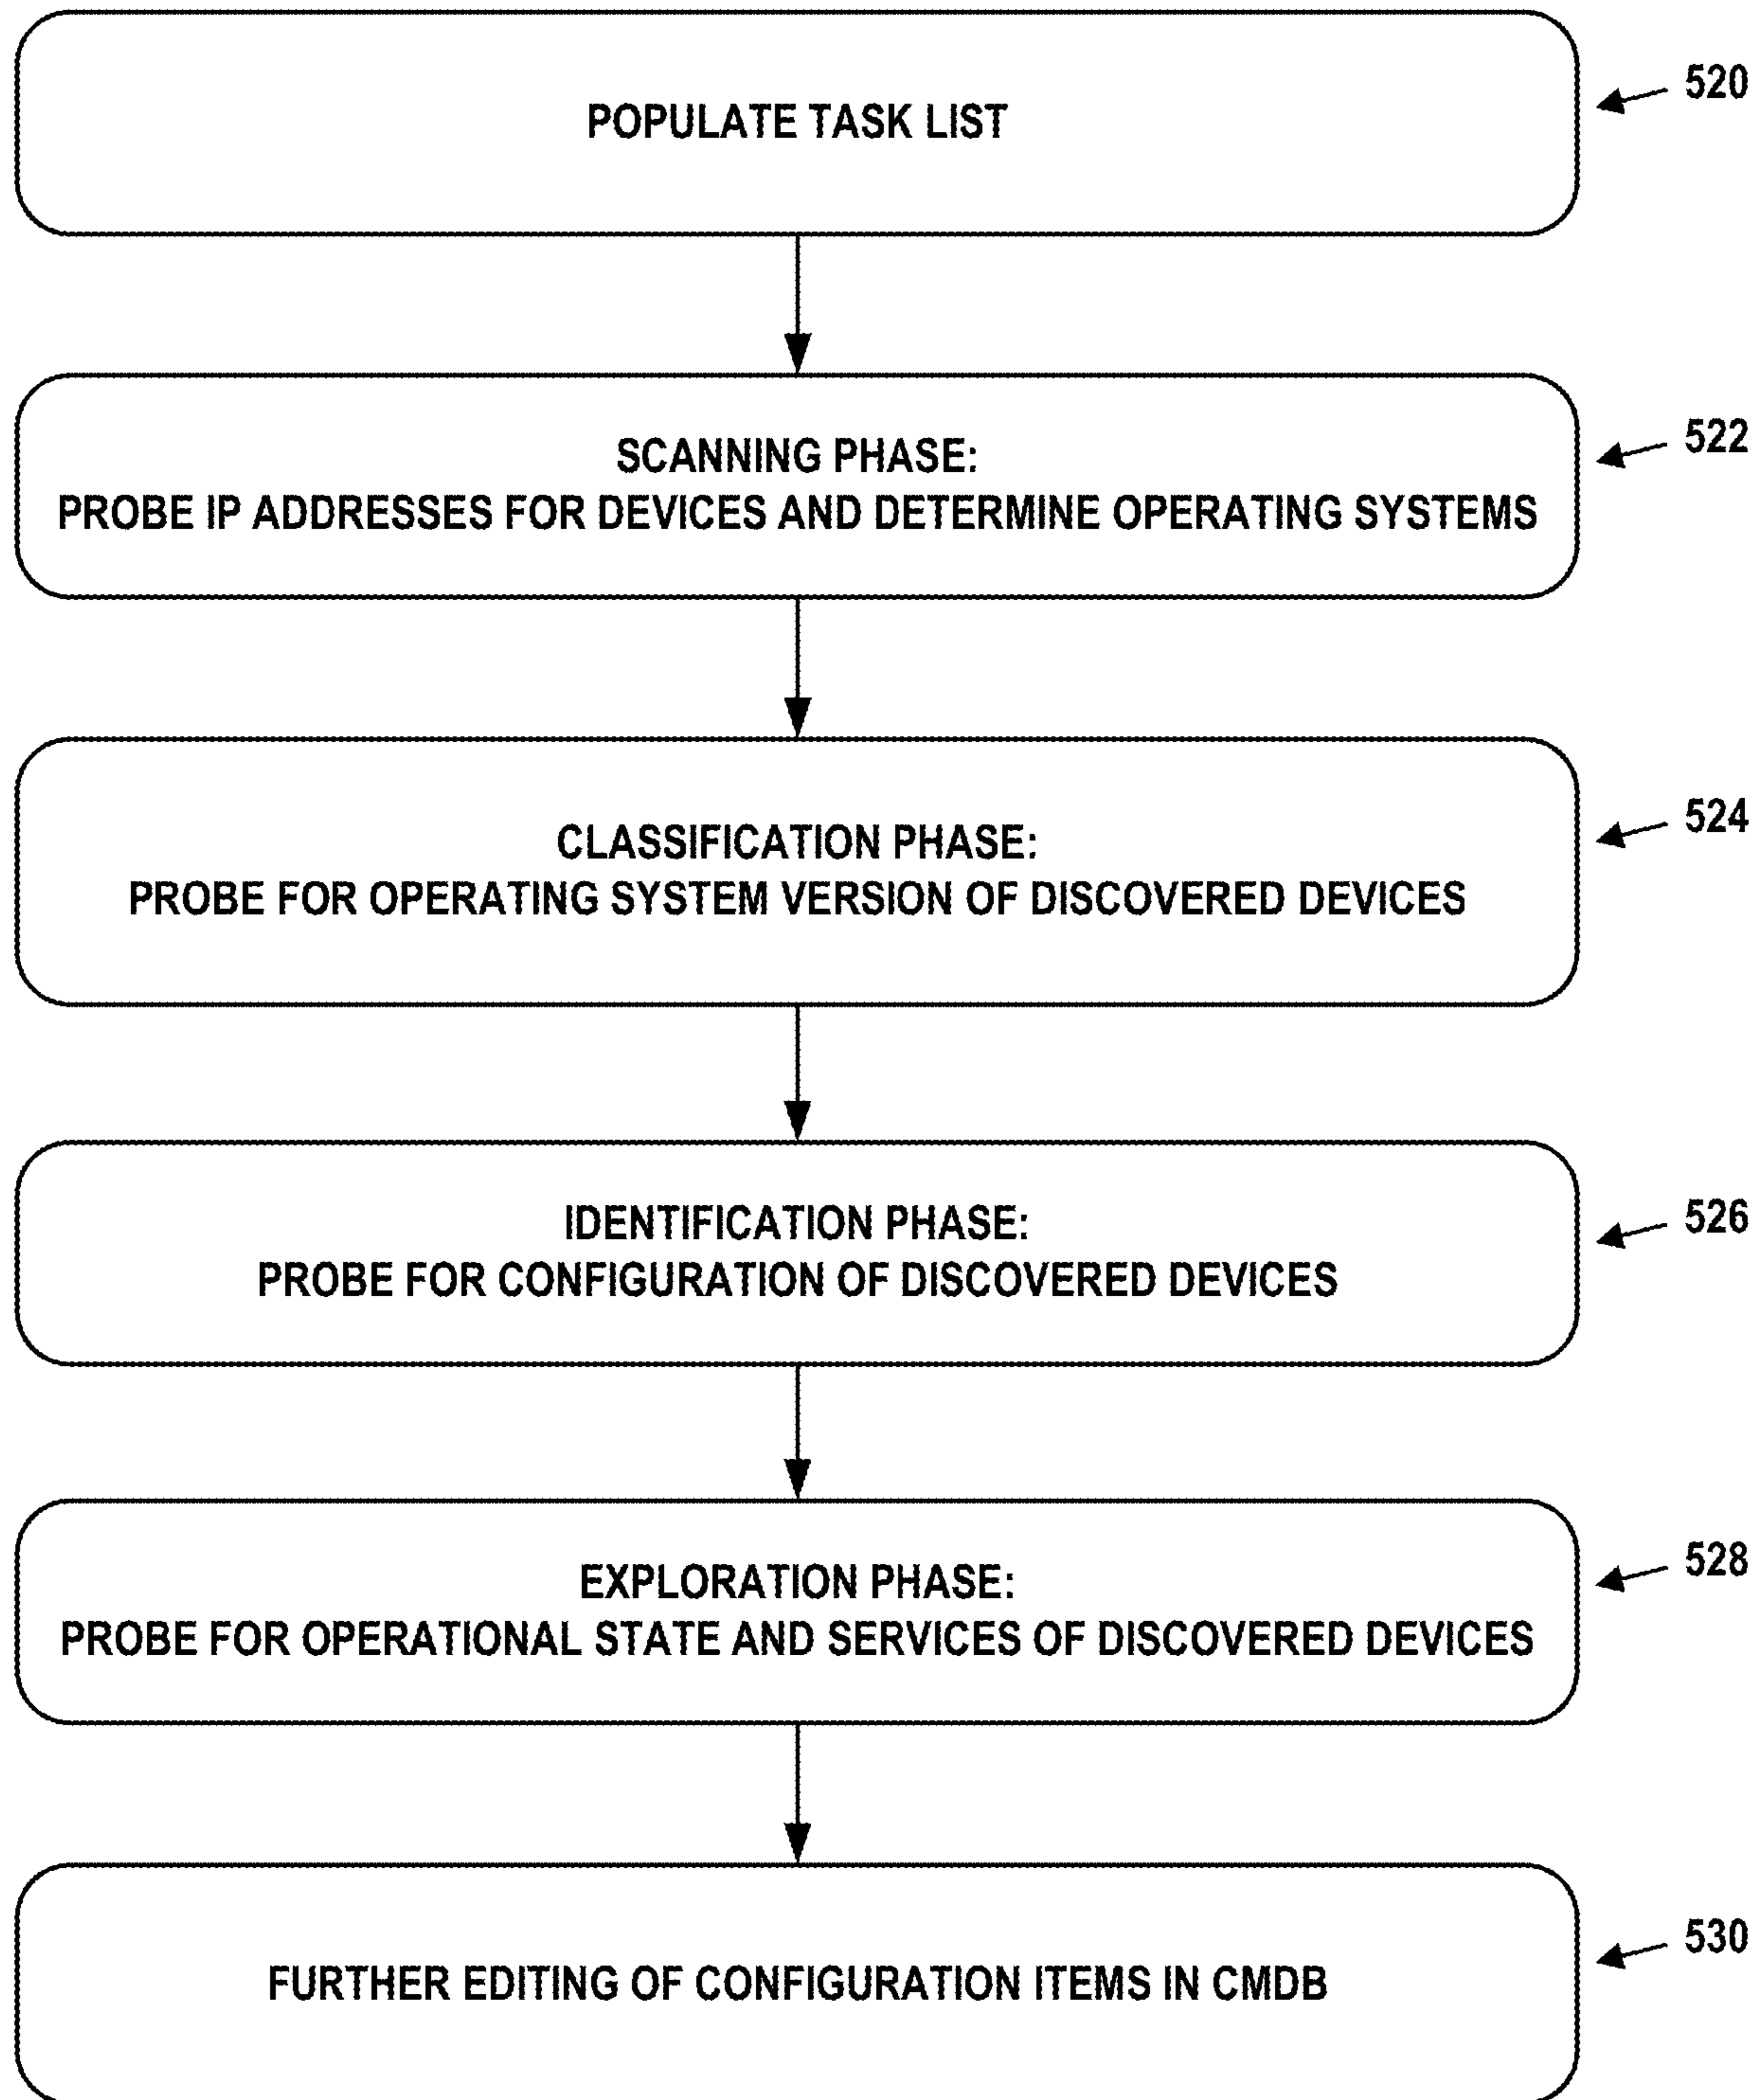 POPULATE TASK LIST
520
SCANNING PHASE:
PROBE IP ADDRESSES FOR DEVICES AND DETERMINE OPERATING SYSTEMS
522
CLASSIFICATION PHASE:
PROBE FOR OPERATING SYSTEM VERSION OF DISCOVERED DEVICES
524
IDENTIFICATION PHASE:
PROBE FOR CONFIGURATION OF DISCOVERED DEVICES
526
EXPLORATION PHASE:
PROBE FOR OPERATIONAL STATE AND SERVICES OF DISCOVERED DEVICES
528
FURTHER EDITING OF CONFIGURATION ITEMS IN CMDB
530